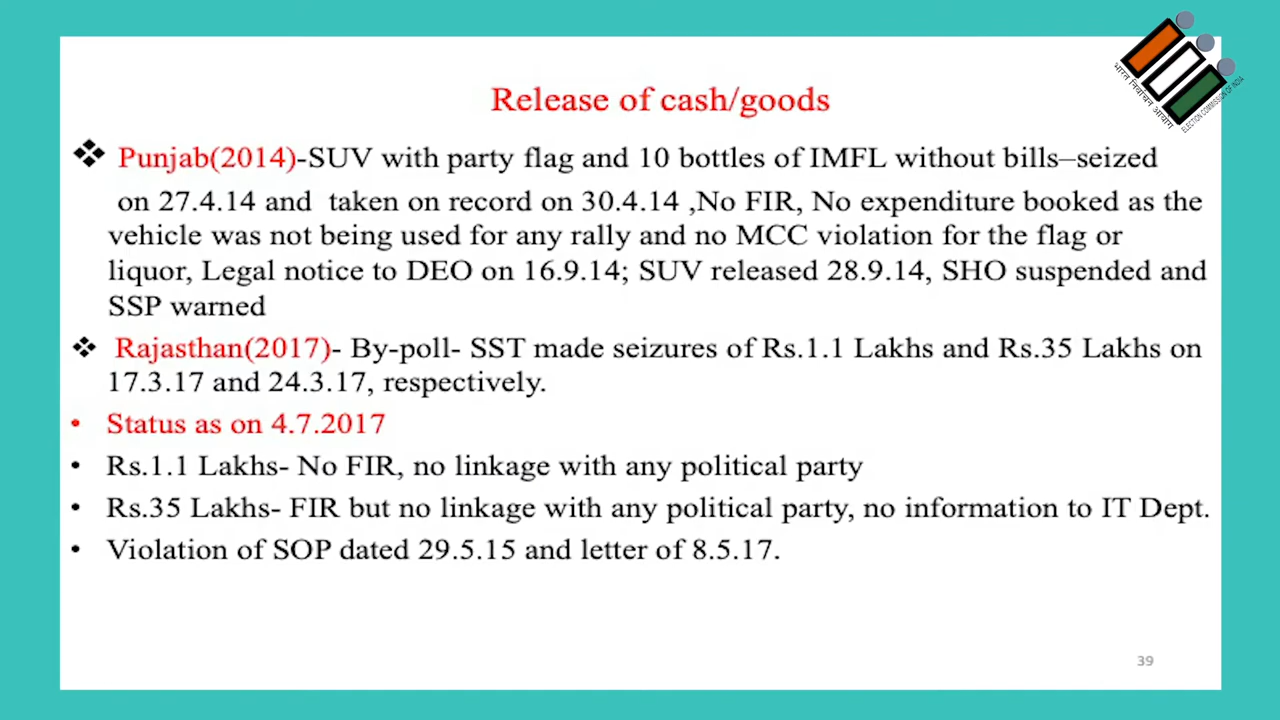 भारत निर्वाचन आयोग
ELECTION COMMISSION OF INDIA
Release of cash/goods
❖ Punjab(2014)-SUV with party flag and 10 bottles of IMFL without bills–seized
on 27.4.14 and taken on record on 30.4.14 ,No FIR, No expenditure booked as the
vehicle was not being used for any rally and no MCC violation for the flag or
liquor, Legal notice to DEO on 16.9.14; SUV released 28.9.14, SHO suspended and
SSP warned
❖ Rajasthan(2017)- By-poll- SST made seizures of Rs.1.1 Lakhs and Rs.35 Lakhs on
17.3.17 and 24.3.17, respectively.
• Status as on 4.7.2017
• Rs.1.1 Lakhs- No FIR, no linkage with any political party
• Rs.35 Lakhs- FIR but no linkage with any political party, no information to IT Dept.
• Violation of SOP dated 29.5.15 and letter of 8.5.17.
39